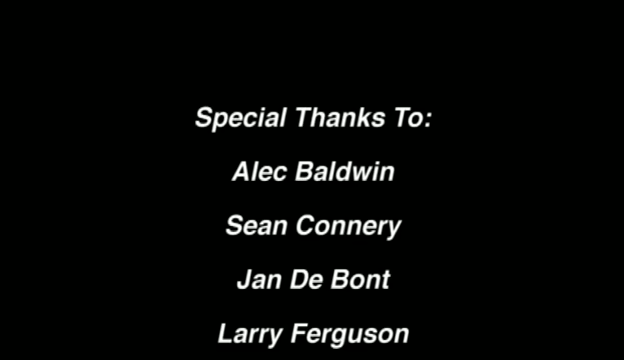 Special Thanks To:
Alec Baldwin
Sean Connery
Jan De Bont
Larry Ferguson